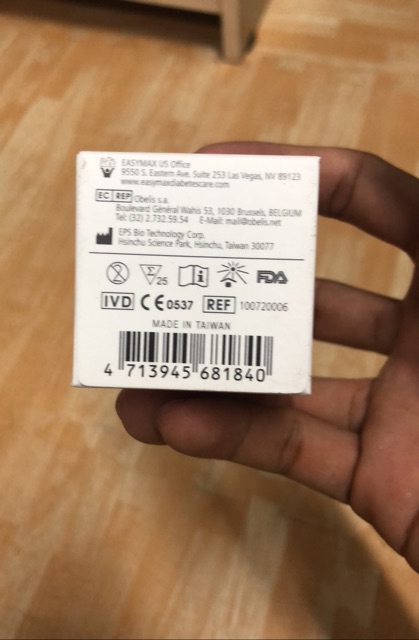 EASYMAX US Office
9550 S. Eastern Ave. Suite 253 Las Vegas, NV 89123
www.easymaxdiabetescare.com
EC REP Obelis s.a.
Boulevard Général Wahis 53, 1030 Brussels, BELGIUM
Tel: (32) 2.732.59.54 E-Mail: mail@obelis.net
EPS Bio Technology Corp.
Hsinchu Science Park, Hsinchu, Taiwan 30077
2 Σ 25 i FDA
IVD CE 0537 REF 100720006
MADE IN TAIWAN
4 713945 681840